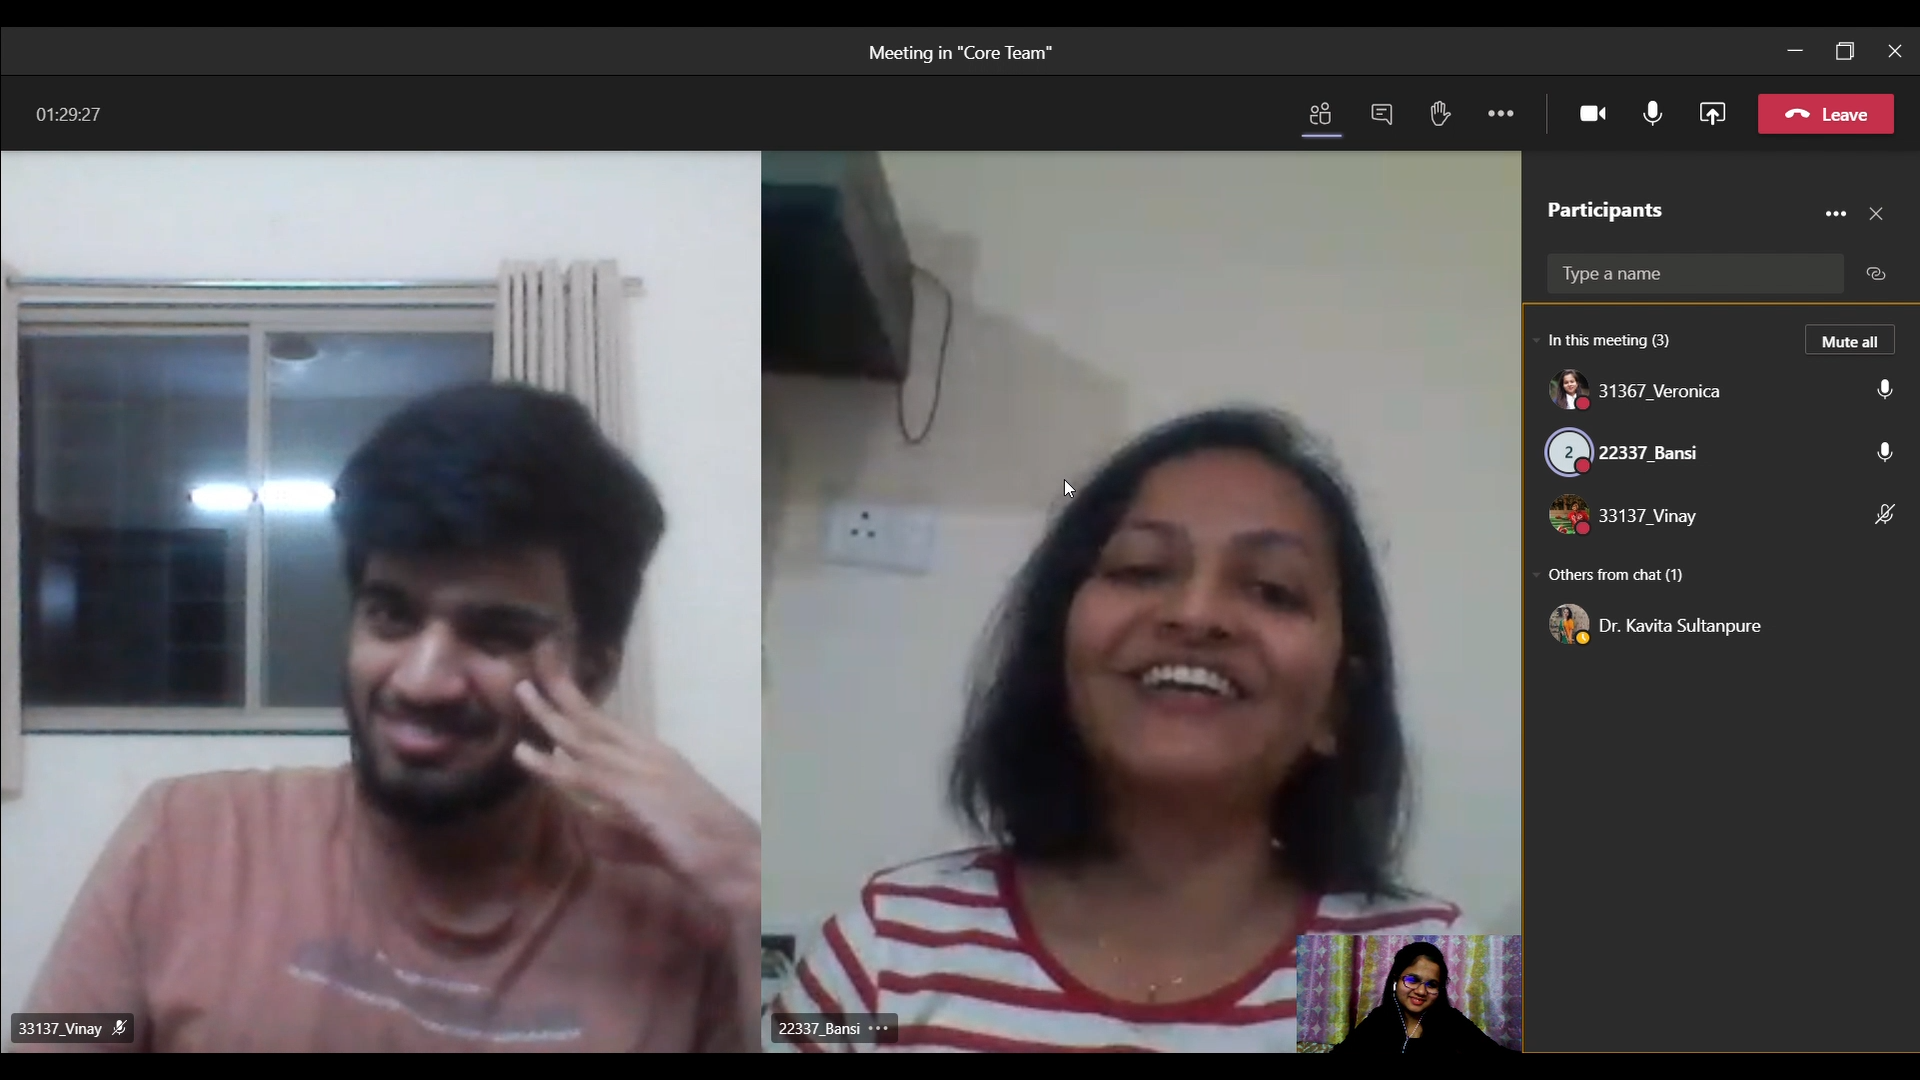 Meeting in "Core Team"
01:29:27
Leave
Participants
Type a name
In this meeting (3)
Mute all
31367_Veronica
2
22337_Bansi
33137_Vinay
Others from chat (1)
Dr. Kavita Sultanpure
33137_Vinay
22337_Bansi